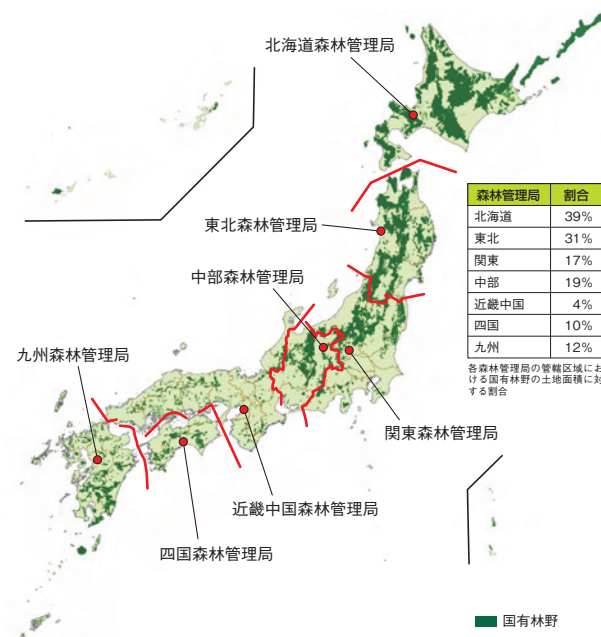 北海道森林管理局
東北森林管理局
中部森林管理局
九州森林管理局
関東森林管理局
近畿中国森林管理局
四国森林管理局
森林管理局 割合
北海道 39%
東北 31%
関東 17%
中部 19%
近畿中国 4%
四国 10%
九州 12%
各森林管理局の管轄区域にお
ける国有林野の土地面積に対
する割合
国有林野